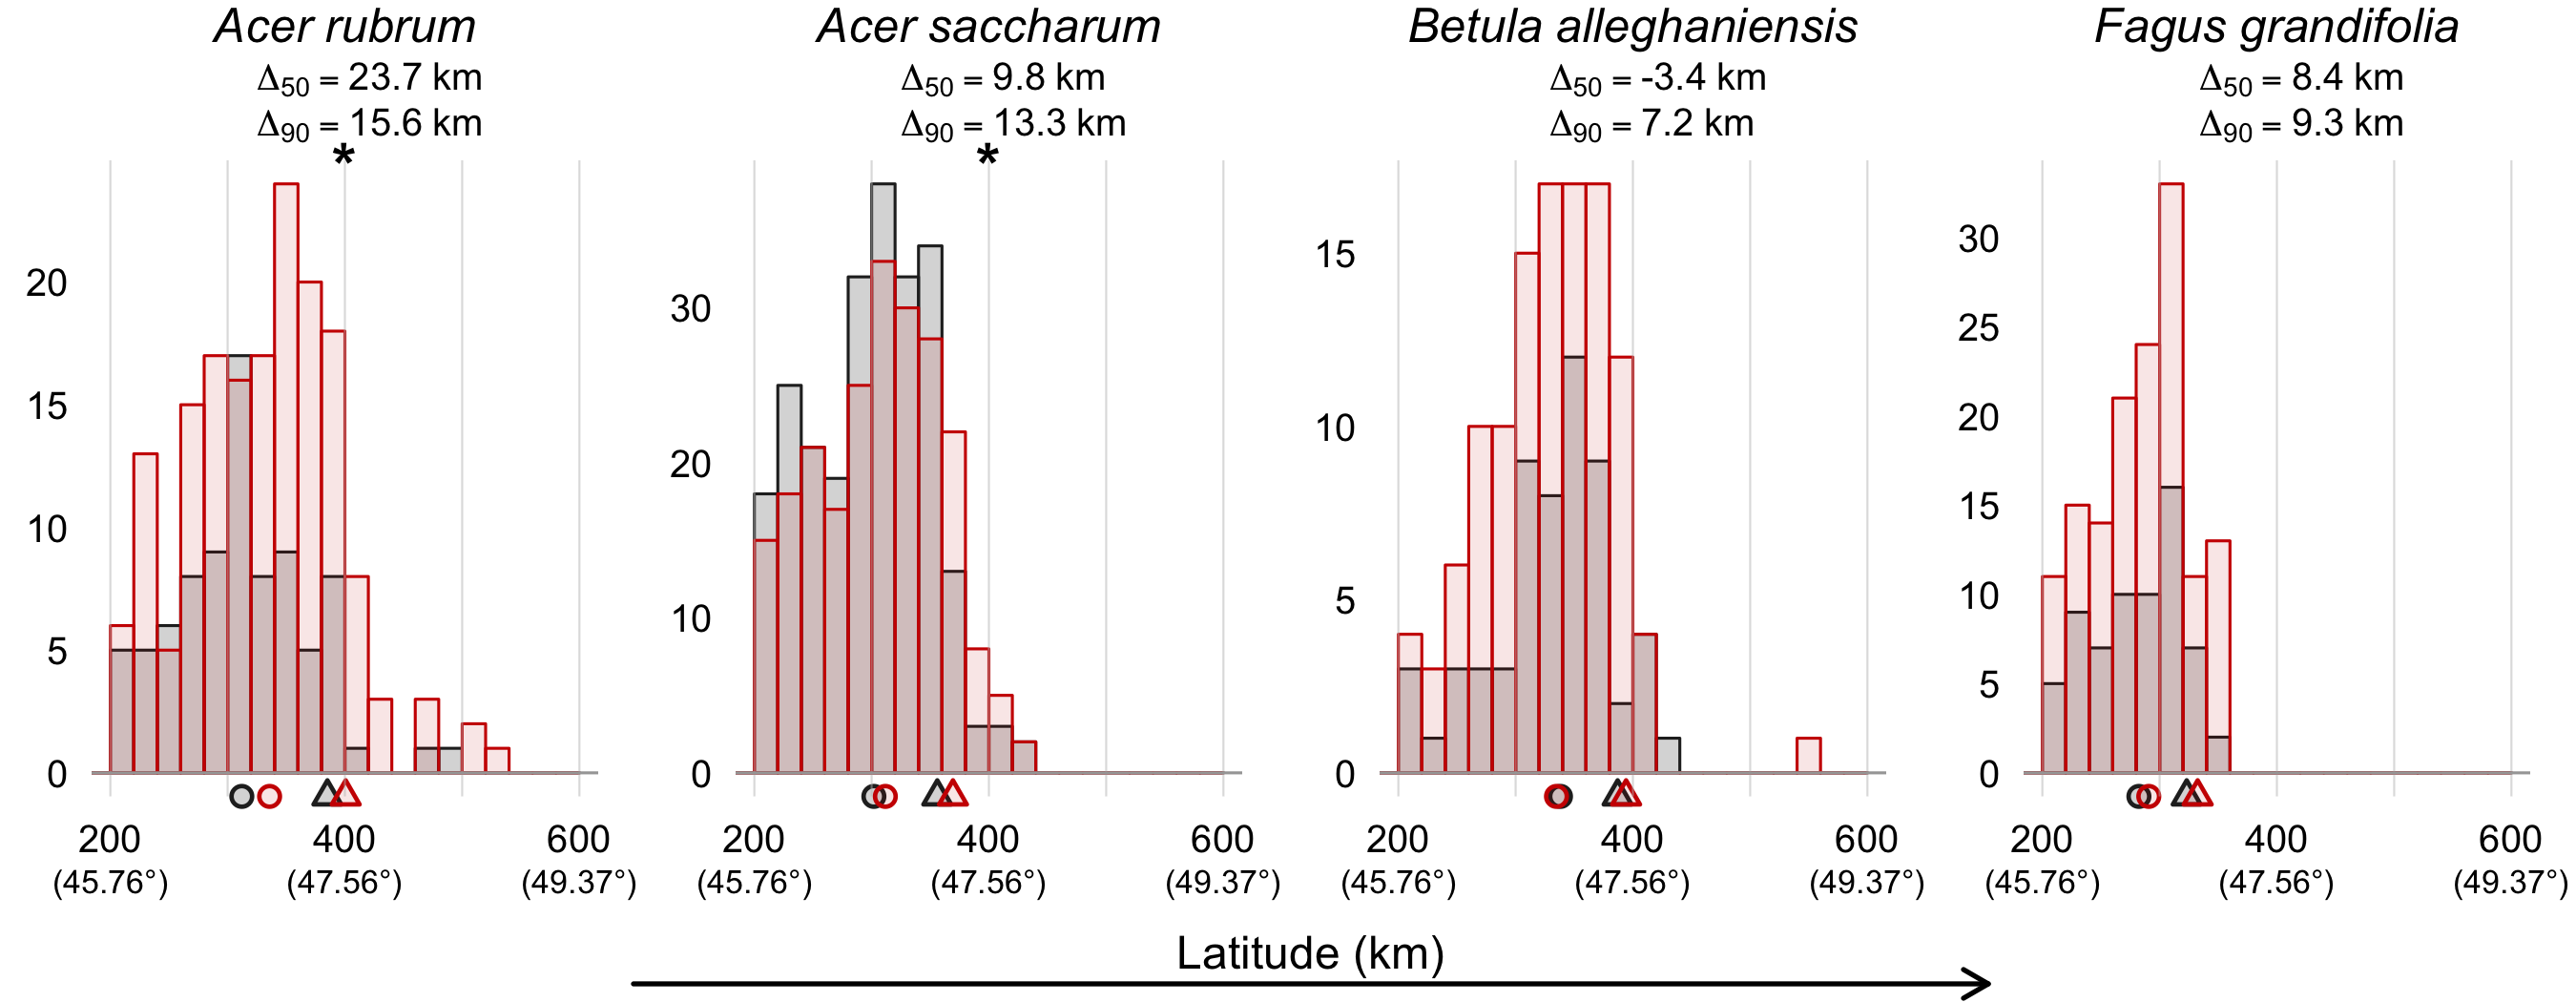 Acer rubrum
Δ50 = 23.7 km
Δ90 = 15.6 km
*
20
15
10
5
0
200 400 600
(45.76°) (47.56°) (49.37°)
Acer saccharum
Δ50 = 9.8 km
Δ90 = 13.3 km
*
30
20
10
0
200 400 600
(45.76°) (47.56°) (49.37°)
Betula alleghaniensis
Δ50 = -3.4 km
Δ90 = 7.2 km
15
10
5
0
200 400 600
(45.76°) (47.56°) (49.37°)
Fagus grandifolia
Δ50 = 8.4 km
Δ90 = 9.3 km
30
25
20
15
10
5
0
200 400 600
(45.76°) (47.56°) (49.37°)
Latitude (km)